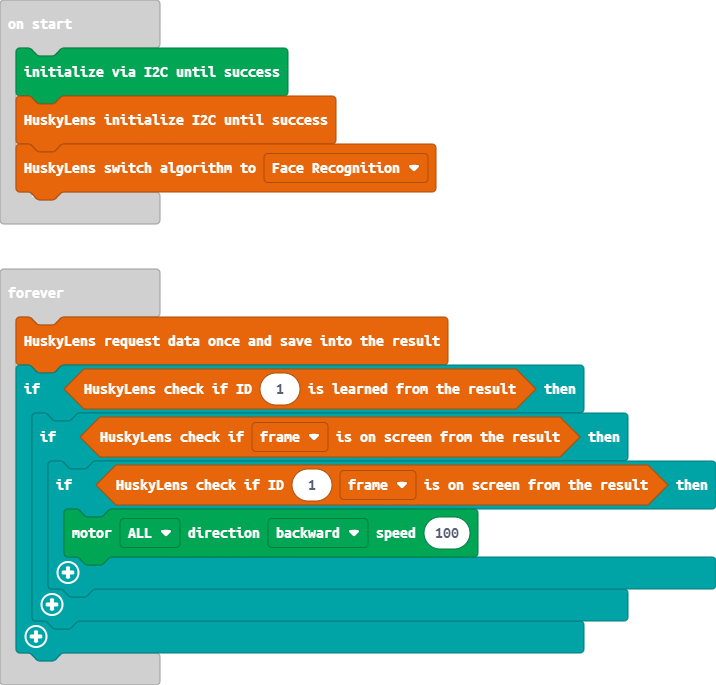 on start
initialize via I2C until success
HuskyLens initialize I2C until success
HuskyLens switch algorithm to Face Recognition
forever
HuskyLens request data once and save into the result
if HuskyLens check if ID 1 is learned from the result then
if HuskyLens check if frame is on screen from the result then
if HuskyLens check if ID 1 frame is on screen from the result then
motor ALL direction backward speed 100